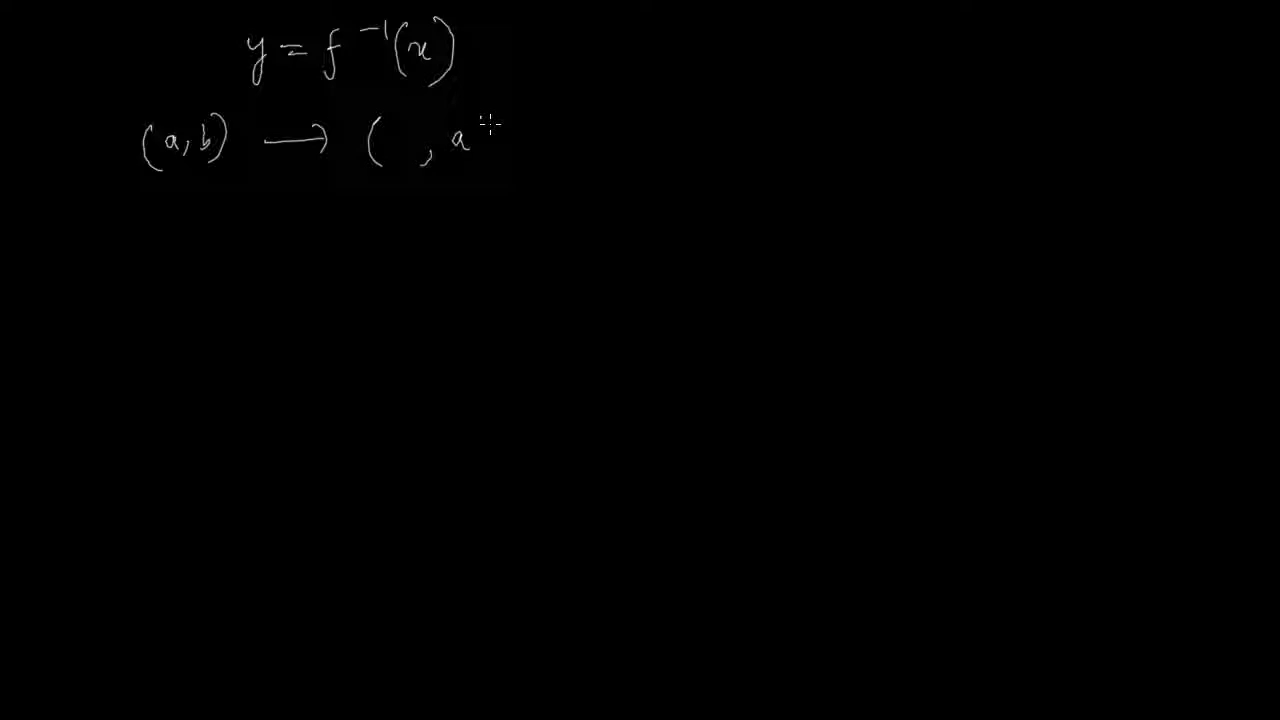 y = f⁻¹(x)
(a, b) ⟶ ( , a